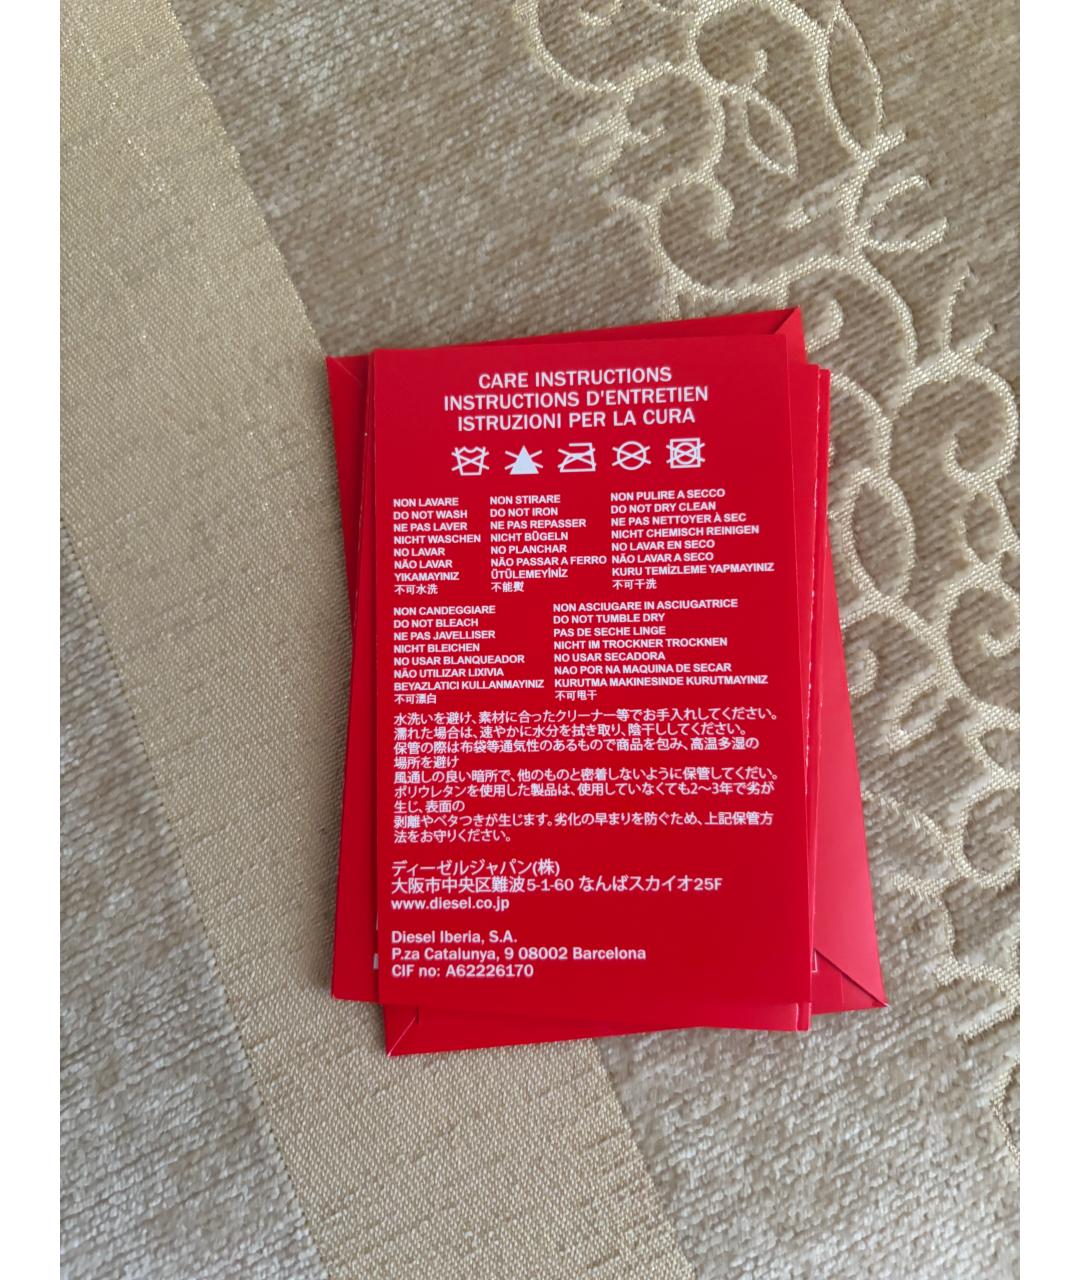 CARE INSTRUCTIONS
INSTRUCTIONS D'ENTRETIEN
ISTRUZIONI PER LA CURA
NON LAVARE
DO NOT WASH
NE PAS LAVER
NICHT WASCHEN
NO LAVAR
NÃO LAVAR
YIKAMAYINIZ
不可水洗
NON STIRARE
DO NOT IRON
NE PAS REPASSER
NICHT BÜGELN
NO PLANCHAR
NÃO PASSAR A FERRO
ÜTÜLEMEYİNİZ
不能熨
NON PULIRE A SECCO
DO NOT DRY CLEAN
NE PAS NETTOYER À SEC
NICHT CHEMISCH REINIGEN
NO LAVAR EN SECO
NÃO LAVAR A SECO
KURU TEMİZLEME YAPMAYINIZ
不可干洗
NON CANDEGGIARE
DO NOT BLEACH
NE PAS JAVELLISER
NICHT BLEICHEN
NO USAR BLANQUEADOR
NÃO UTILIZAR LIXIVIA
BEYAZLATICI KULLANMAYINIZ
不可漂白
NON ASCIUGARE IN ASCIUGATRICE
DO NOT TUMBLE DRY
PAS DE SECHE LINGE
NICHT IM TROCKNER TROCKNEN
NO USAR SECADORA
NAO POR NA MAQUINA DE SECAR
KURUTMA MAKINESINDE KURUTMAYINIZ
不可甩干
水洗いを避け、素材に合ったクリーナー等でお手入れしてください。
濡れた場合は、速やかに水分を拭き取り、陰干ししてください。
保管の際は布袋等通気性のあるもので商品を包み、高温多湿の
場所を避け
風通しの良い暗所で、他のものと密着しないように保管してくだい。
ポリウレタンを使用した製品は、使用していなくても2〜3年で劣が
生じ、表面の
剥離やベタつきが生じます。劣化の早まりを防ぐため、上記保管方
法をお守りください。
ディーゼルジャパン(株)
大阪市中央区難波5-1-60 なんばスカイオ25F
www.diesel.co.jp
Diesel Iberia, S.A.
P.za Catalunya, 9 08002 Barcelona
CIF no: A62226170